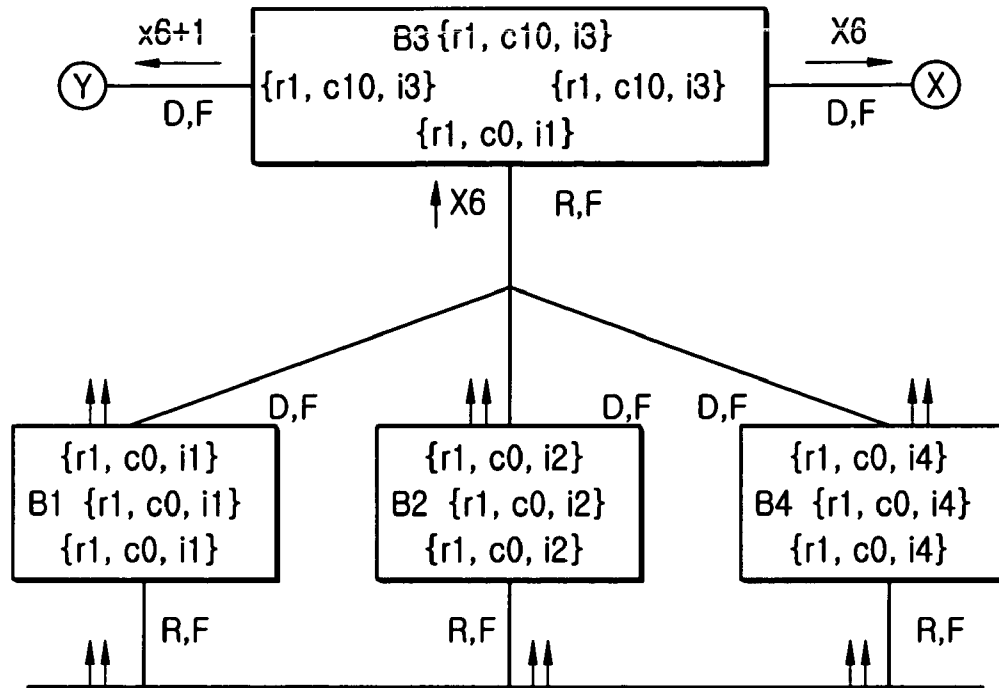 x6+1
B3 {r1, c10, i3}
X6
Y
{r1, c10, i3}
{r1, c10, i3}
X
D,F
D,F
{r1, c0, i1}
X6
R,F
D,F
D,F
D,F
{r1, c0, i1}
{r1, c0, i2}
{r1, c0, i4}
B1 {r1, c0, i1}
B2 {r1, c0, i2}
B4 {r1, c0, i4}
{r1, c0, i1}
{r1, c0, i2}
{r1, c0, i4}
R,F
R,F
R,F